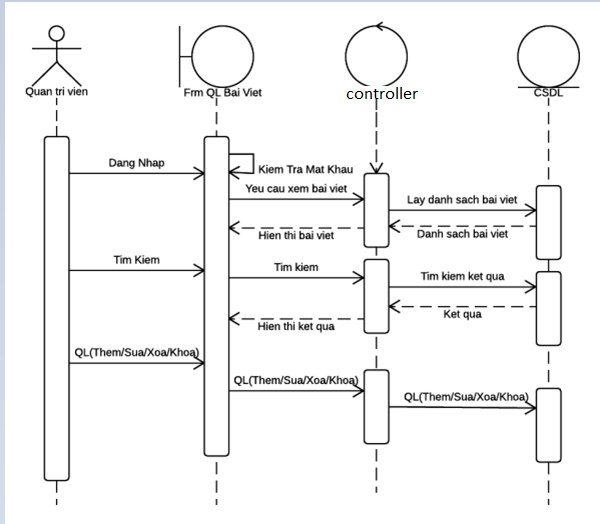 Quan tri vien
Frm QL Bai Viet
controller
CSDL
Dang Nhap
Kiem Tra Mat Khau
Yeu cau xem bai viet
Lay danh sach bai viet
Hien thi bai viet
Danh sach bai viet
Tim Kiem
Tim kiem
Tim kiem ket qua
Ket qua
Hien thi ket qua
QL(Them/Sua/Xoa/Khoa)
QL(Them/Sua/Xoa/Khoa)
QL(Them/Sua/Xoa/Khoa)